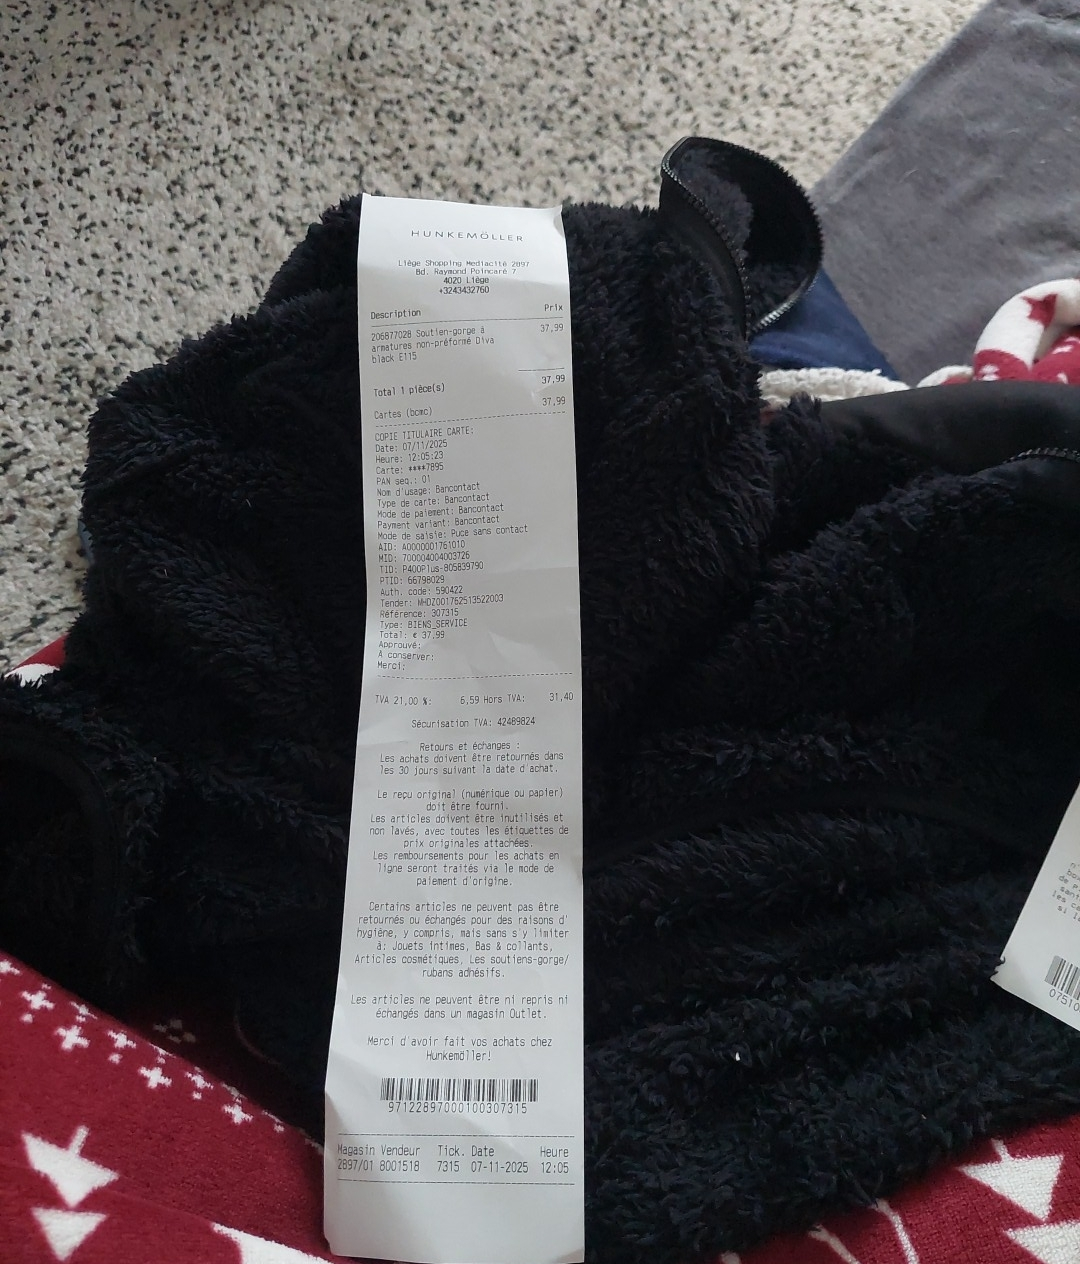 HUNKEMÖLLER
Liège Shopping Mediacité 2897
Bd. Raymond Poincaré 7
4020 Liège
+3243432760
Description Prix
206877028 Soutien-gorge à 37,99
armatures non-préformé Diva
black E115
Total 1 pièce(s) 37,99
Cartes (bcmc) 37,99
COPIE TITULAIRE CARTE:
Date: 07/11/2025
Heure: 12:05:23
Carte: ****7895
PAN seq.: 01
Nom d'usage: Bancontact
Type de carte: Bancontact
Mode de paiement: Bancontact
Payment variant: Bancontact
Mode de saisie: Puce sans contact
AID: A0000001761010
MID: 700004004003726
TID: P400Plus-805839790
PTID: 66798029
Auth. code: 590422
Tender: MHDZ001762513522003
Référence: 307315
Type: BIENS_SERVICE
Total: € 37,99
Approuvé;
A conserver;
Merci;
TVA 21,00 %: 6,59 Hors TVA: 31,40
Sécurisation TVA: 42489824
Retours et échanges :
Les achats doivent être retournés dans
les 30 jours suivant la date d'achat.
Le reçu original (numérique ou papier)
doit être fourni.
Les articles doivent être inutilisés et
non lavés, avec toutes les étiquettes de
prix originales attachées.
Les remboursements pour les achats en
ligne seront traités via le mode de
paiement d'origine.
Certains articles ne peuvent pas être
retournés ou échangés pour des raisons d'
hygiène, y compris, mais sans s'y limiter
à: Jouets intimes, Bas & collants,
Articles cosmétiques, Les soutiens-gorge/
rubans adhésifs.
Les articles ne peuvent être ni repris ni
échangés dans un magasin Outlet.
Merci d'avoir fait vos achats chez
Hunkemöller!
97122897000100307315
Magasin Vendeur Tick. Date Heure
2897/01 8001518 7315 07-11-2025 12:05
de
les
si
07510